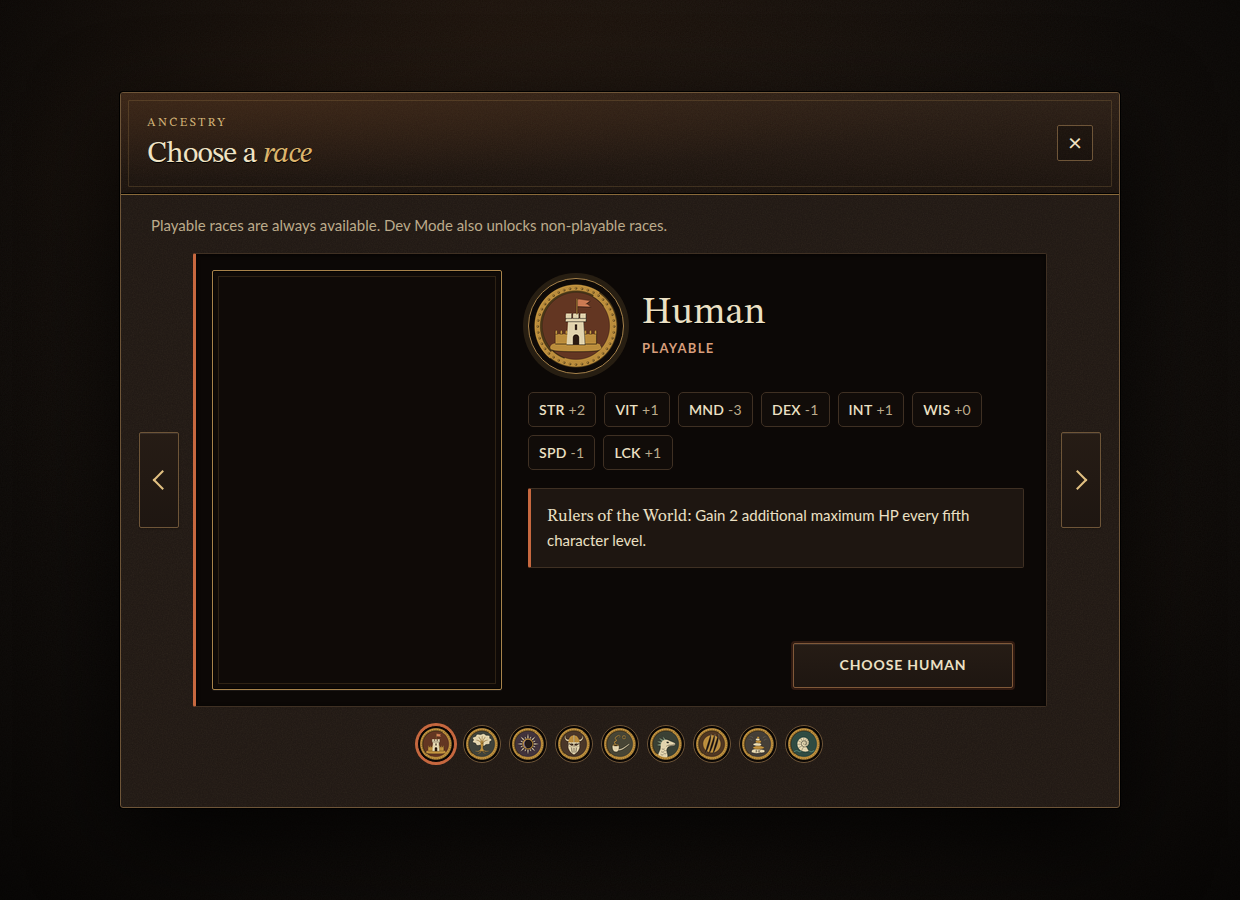 ANCESTRY
Choose a race
✕
Playable races are always available. Dev Mode also unlocks non-playable races.
Human
PLAYABLE
STR +2 VIT +1 MND -3 DEX -1 INT +1 WIS +0
SPD -1 LCK +1
Rulers of the World: Gain 2 additional maximum HP every fifth
character level.
CHOOSE HUMAN